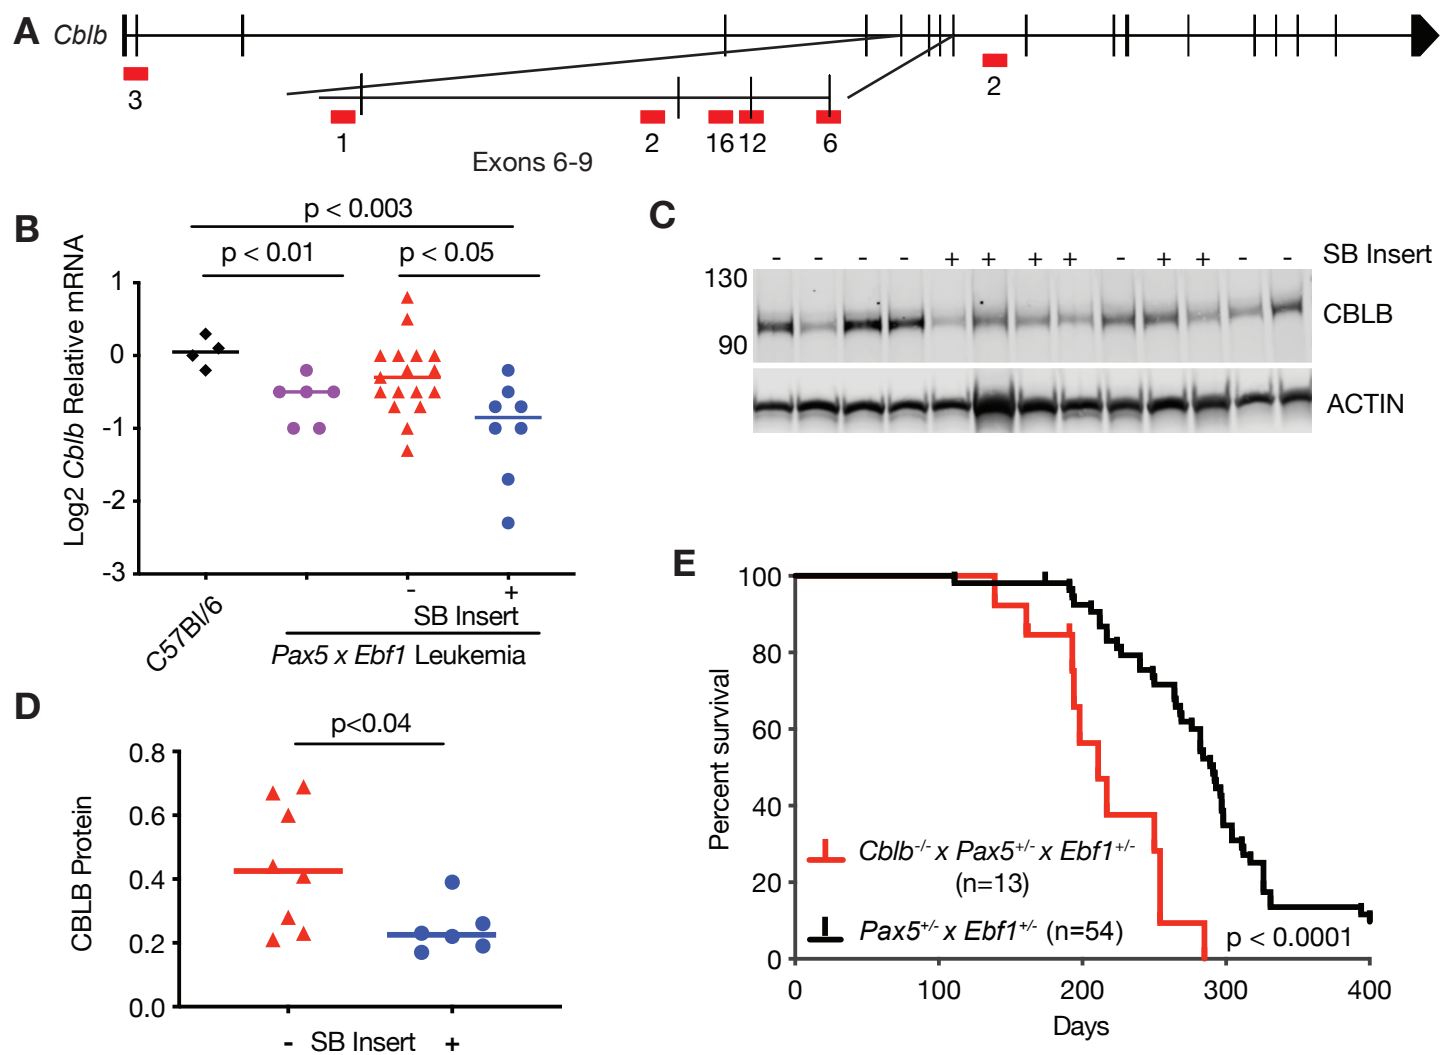 A Cblb
3
2
1 2 16 12 6
Exons 6-9
B
p < 0.003
p < 0.01 p < 0.05
Log2 Cblb Relative mRNA
1
0
-1
-2
-3
C57Bl/6
- +
SB Insert
Pax5 x Ebf1 Leukemia
C
- - - - + + + + - + + - - SB Insert
130
90
CBLB
ACTIN
D
p<0.04
CBLB Protein
0.8
0.6
0.4
0.2
0.0
- SB Insert +
E
Percent survival
100
80
60
40
20
0
Cblb-/- x Pax5+/- x Ebf1+/-
(n=13)
Pax5+/- x Ebf1+/- (n=54)
p < 0.0001
0 100 200 300 400
Days